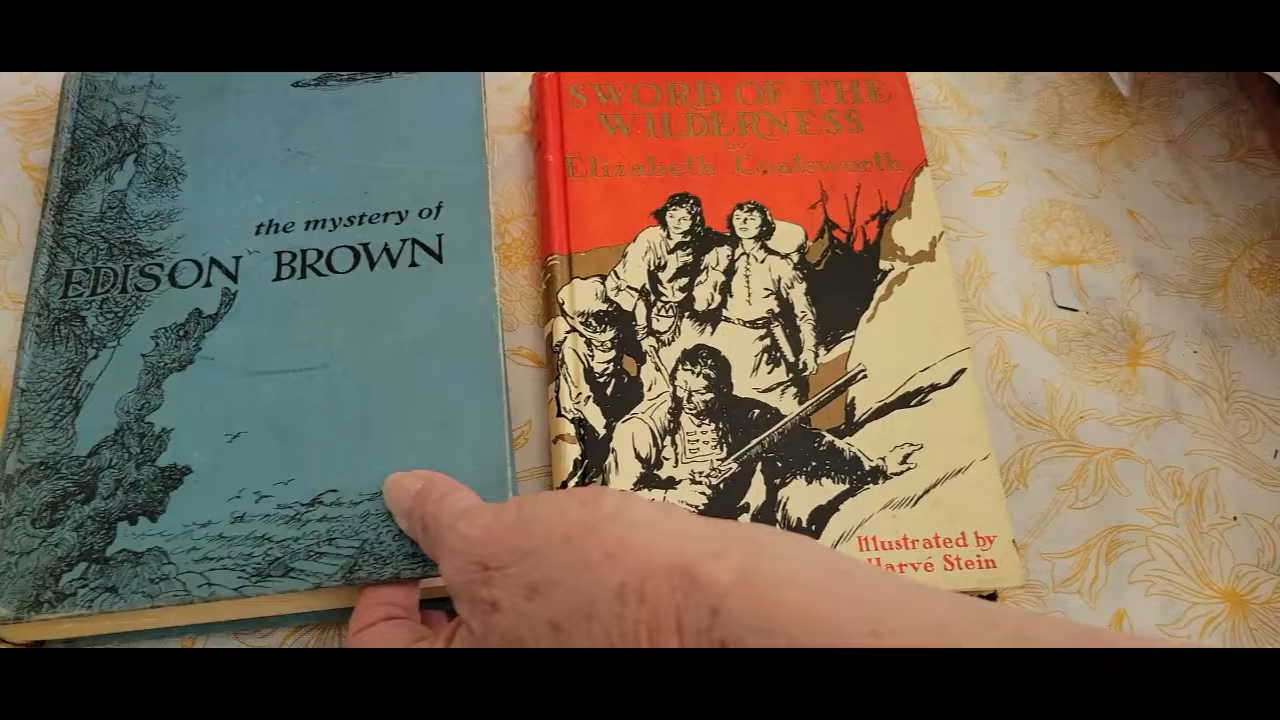 the mystery of
EDISON BROWN
SWORD OF THE
WILDERNESS
by
Elizabeth Coatsworth
Illustrated by
Harvé Stein